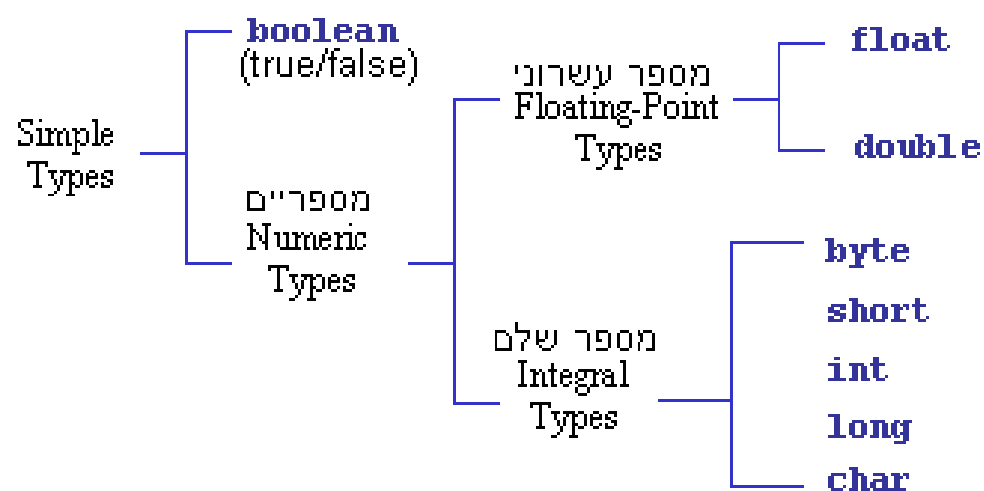 Simple
Types
boolean
(true/false)
מספריים
Numeric
Types
מספר עשרוני
Floating-Point
Types
float
double
מספר שלם
Integral
Types
byte
short
int
long
char